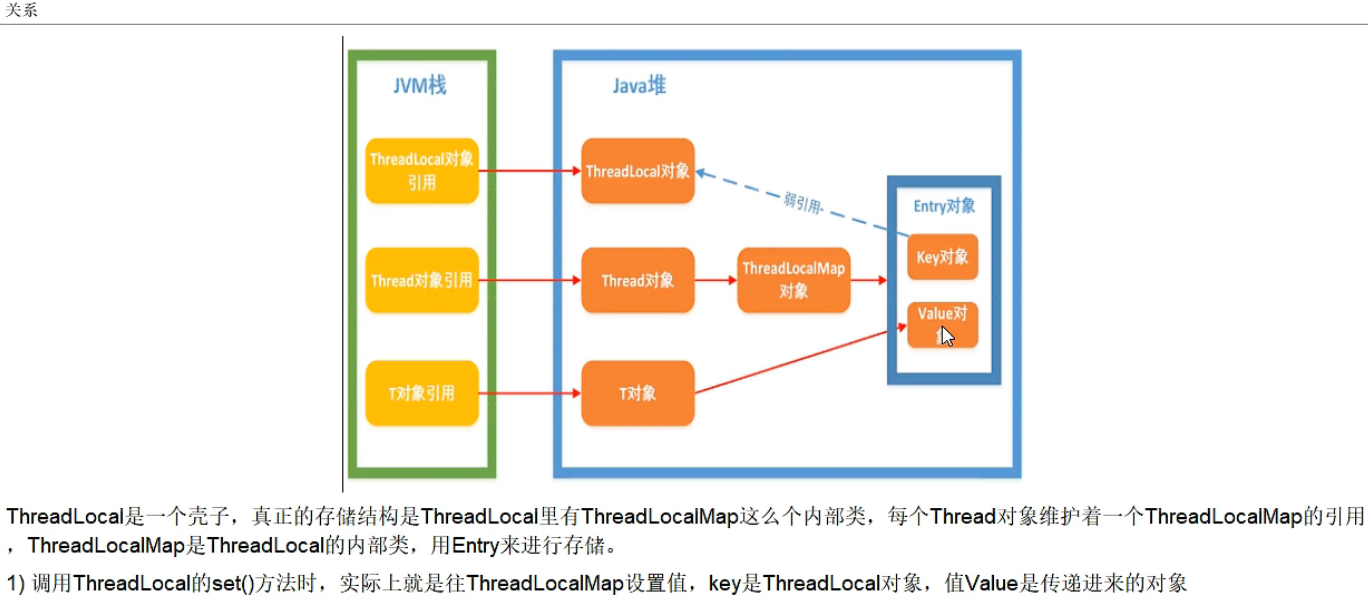 关系
JVM栈
Java堆
ThreadLocal对象
引用
ThreadLocal对象
弱引用
Entry对象
Key对象
Thread对象引用
Thread对象
ThreadLocalMap
对象
Value对
T对象引用
T对象
ThreadLocal是一个壳子，真正的存储结构是ThreadLocal里有ThreadLocalMap这么个内部类，每个Thread对象维护着一个ThreadLocalMap的引用
，ThreadLocalMap是ThreadLocal的内部类，用Entry来进行存储。
1) 调用ThreadLocal的set()方法时，实际上就是往ThreadLocalMap设置值，key是ThreadLocal对象，值Value是传递进来的对象